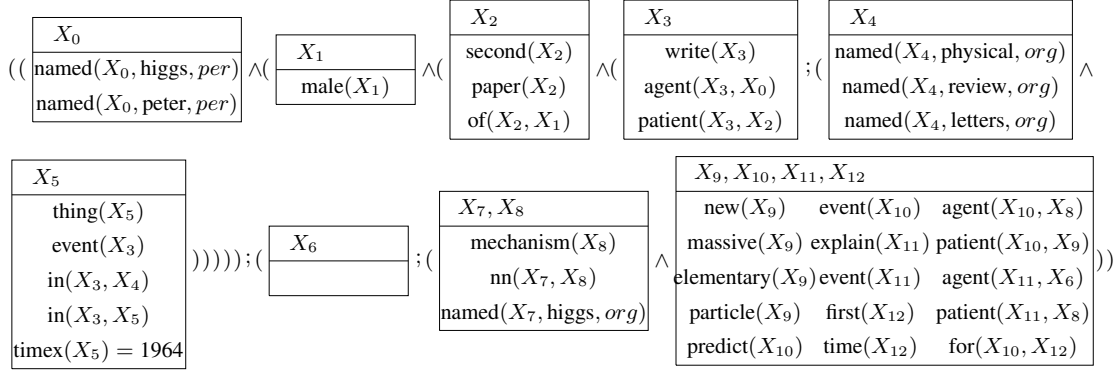 X₀ X₁ X₂ X₃ X₄
((named(X₀, higgs, per) ∧( male(X₁) ∧( second(X₂) ∧( write(X₃) ;( named(X₄, physical, org) ∧
named(X₀, peter, per) paper(X₂) agent(X₃, X₀) named(X₄, review, org)
of(X₂, X₁) patient(X₃, X₂) named(X₄, letters, org)
X₅ X₆ X₇, X₈ X₉, X₁₀, X₁₁, X₁₂
thing(X₅) new(X₉) event(X₁₀) agent(X₁₀, X₈)
event(X₃) mechanism(X₈) massive(X₉) explain(X₁₁) patient(X₁₀, X₉)
in(X₃, X₄) ))))) ;( ;( nn(X₇, X₈) ∧ elementary(X₉) event(X₁₁) agent(X₁₁, X₆) ))
in(X₃, X₅) named(X₇, higgs, org) particle(X₉) first(X₁₂) patient(X₁₁, X₈)
timex(X₅) = 1964 predict(X₁₀) time(X₁₂) for(X₁₀, X₁₂)